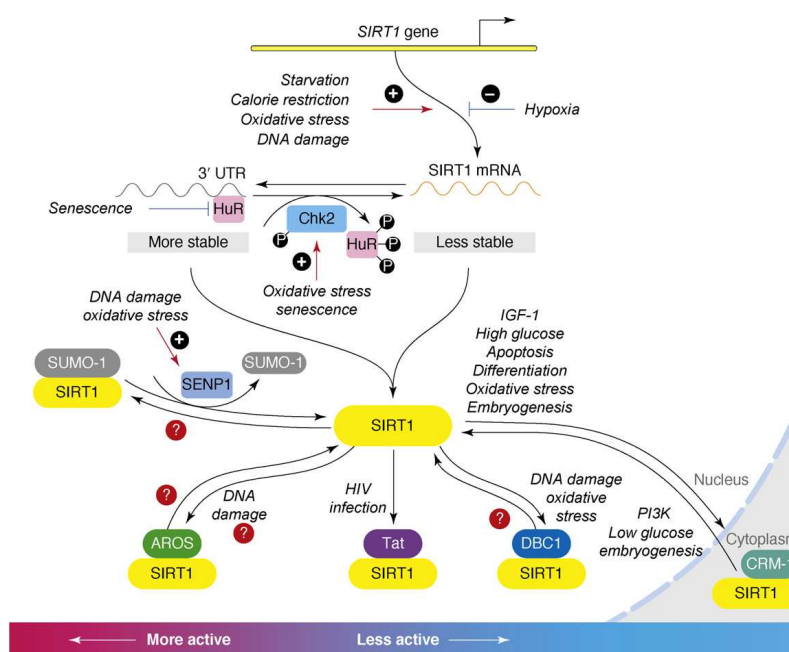 SIRT1 gene
Starvation
Calorie restriction
Oxidative stress
DNA damage
+
−
Hypoxia
3′ UTR
SIRT1 mRNA
Senescence
HuR
Chk2
P
HuR
P
P
P
More stable
Less stable
+
Oxidative stress
senescence
DNA damage
oxidative stress
+
IGF-1
High glucose
Apoptosis
Differentiation
Oxidative stress
Embryogenesis
SUMO-1
SIRT1
SENP1
SUMO-1
?
SIRT1
Nucleus
Cytoplasm
?
DNA
damage
?
HIV
infection
?
DNA damage
oxidative
stress
PI3K
Low glucose
embryogenesis
AROS
SIRT1
Tat
SIRT1
DBC1
SIRT1
CRM-1
SIRT1
More active
Less active